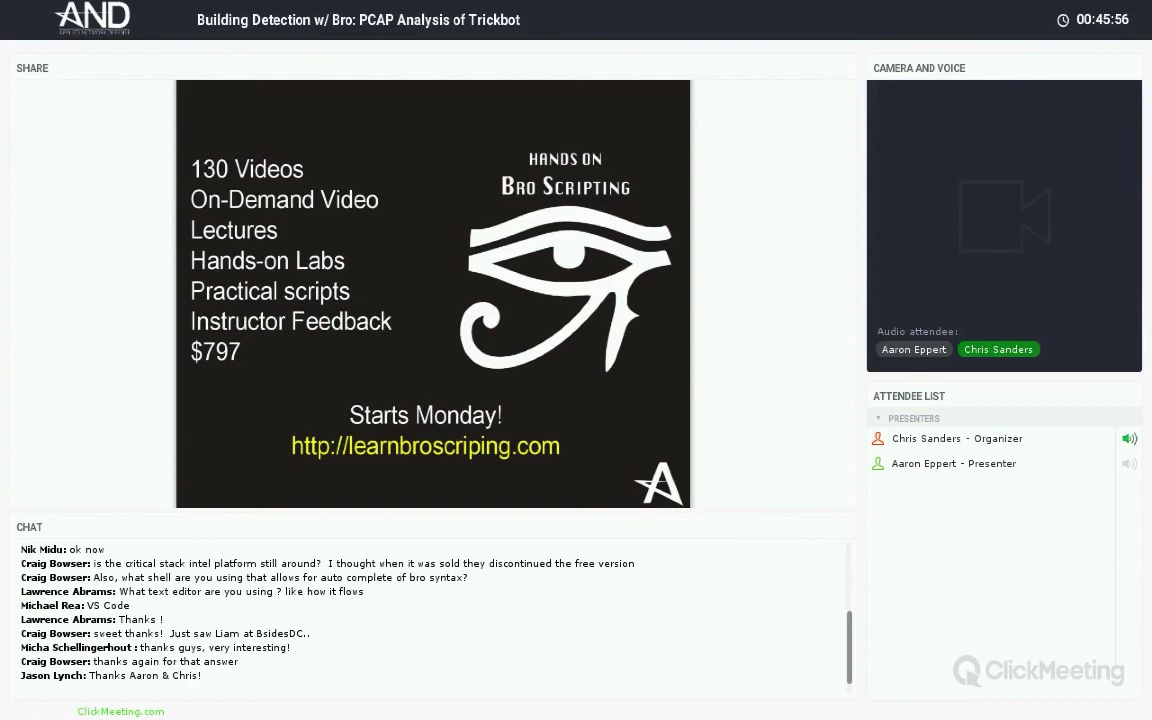 AND
APPLIED NETWORK DEFENSE
Building Detection w/ Bro: PCAP Analysis of Trickbot
00:45:56
SHARE
130 Videos
On-Demand Video
Lectures
Hands-on Labs
Practical scripts
Instructor Feedback
$797
HANDS ON
BRO SCRIPTING
Starts Monday!
http://learnbroscriping.com
CHAT
Nik Midu: ok now
Craig Bowser: is the critical stack intel platform still around? I thought when it was sold they discontinued the free version
Craig Bowser: Also, what shell are you using that allows for auto complete of bro syntax?
Lawrence Abrams: What text editor are you using ? like how it flows
Michael Rea: VS Code
Lawrence Abrams: Thanks !
Craig Bowser: sweet thanks! Just saw Liam at BsidesDC..
Micha Schellingerhout : thanks guys, very interesting!
Craig Bowser: thanks again for that answer
Jason Lynch: Thanks Aaron & Chris!
ClickMeeting.com
CAMERA AND VOICE
Audio attendee:
Aaron Eppert
Chris Sanders
ATTENDEE LIST
PRESENTERS
Chris Sanders - Organizer
Aaron Eppert - Presenter
ClickMeeting